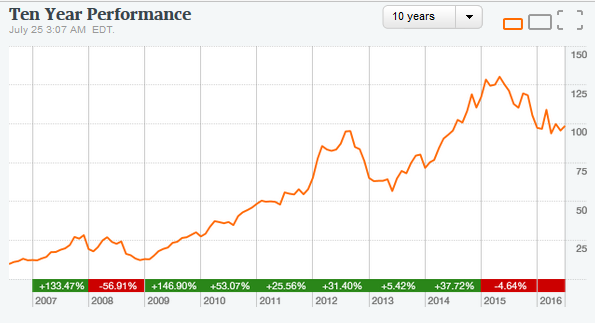 Ten Year Performance
10 years
July 25 3:07 AM EDT.
150
125
100
75
50
25
+133.47% -56.91% +146.90% +53.07% +25.56% +31.40% +5.42% +37.72% -4.64%
2007 2008 2009 2010 2011 2012 2013 2014 2015 2016